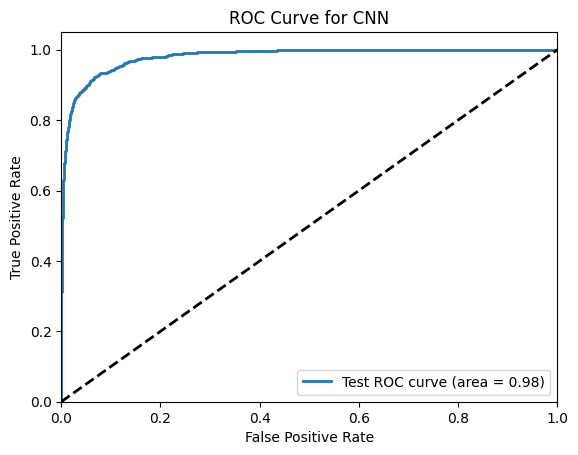 ROC Curve for CNN
True Positive Rate
1.0
0.8
0.6
0.4
0.2
0.0
Test ROC curve (area = 0.98)
0.0 0.2 0.4 0.6 0.8 1.0
False Positive Rate